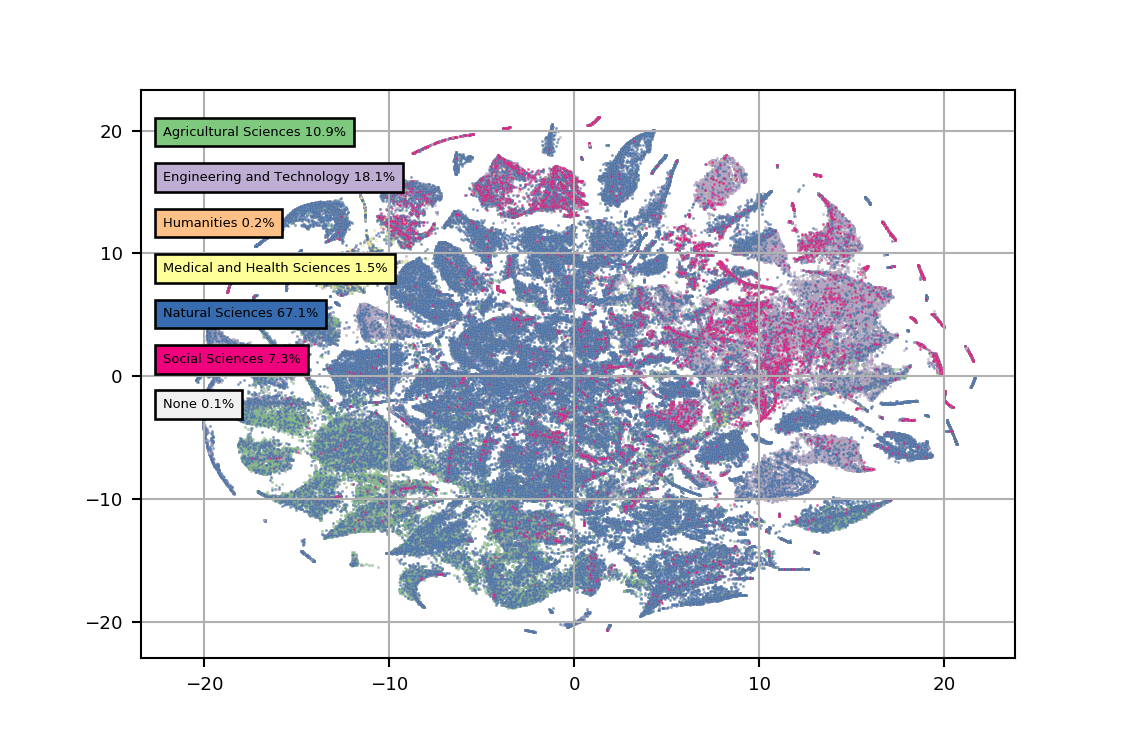 20
Agricultural Sciences 10.9%
Engineering and Technology 18.1%
Humanities 0.2%
10
Medical and Health Sciences 1.5%
Natural Sciences 67.1%
0
Social Sciences 7.3%
None 0.1%
−10
−20
−20 −10 0 10 20